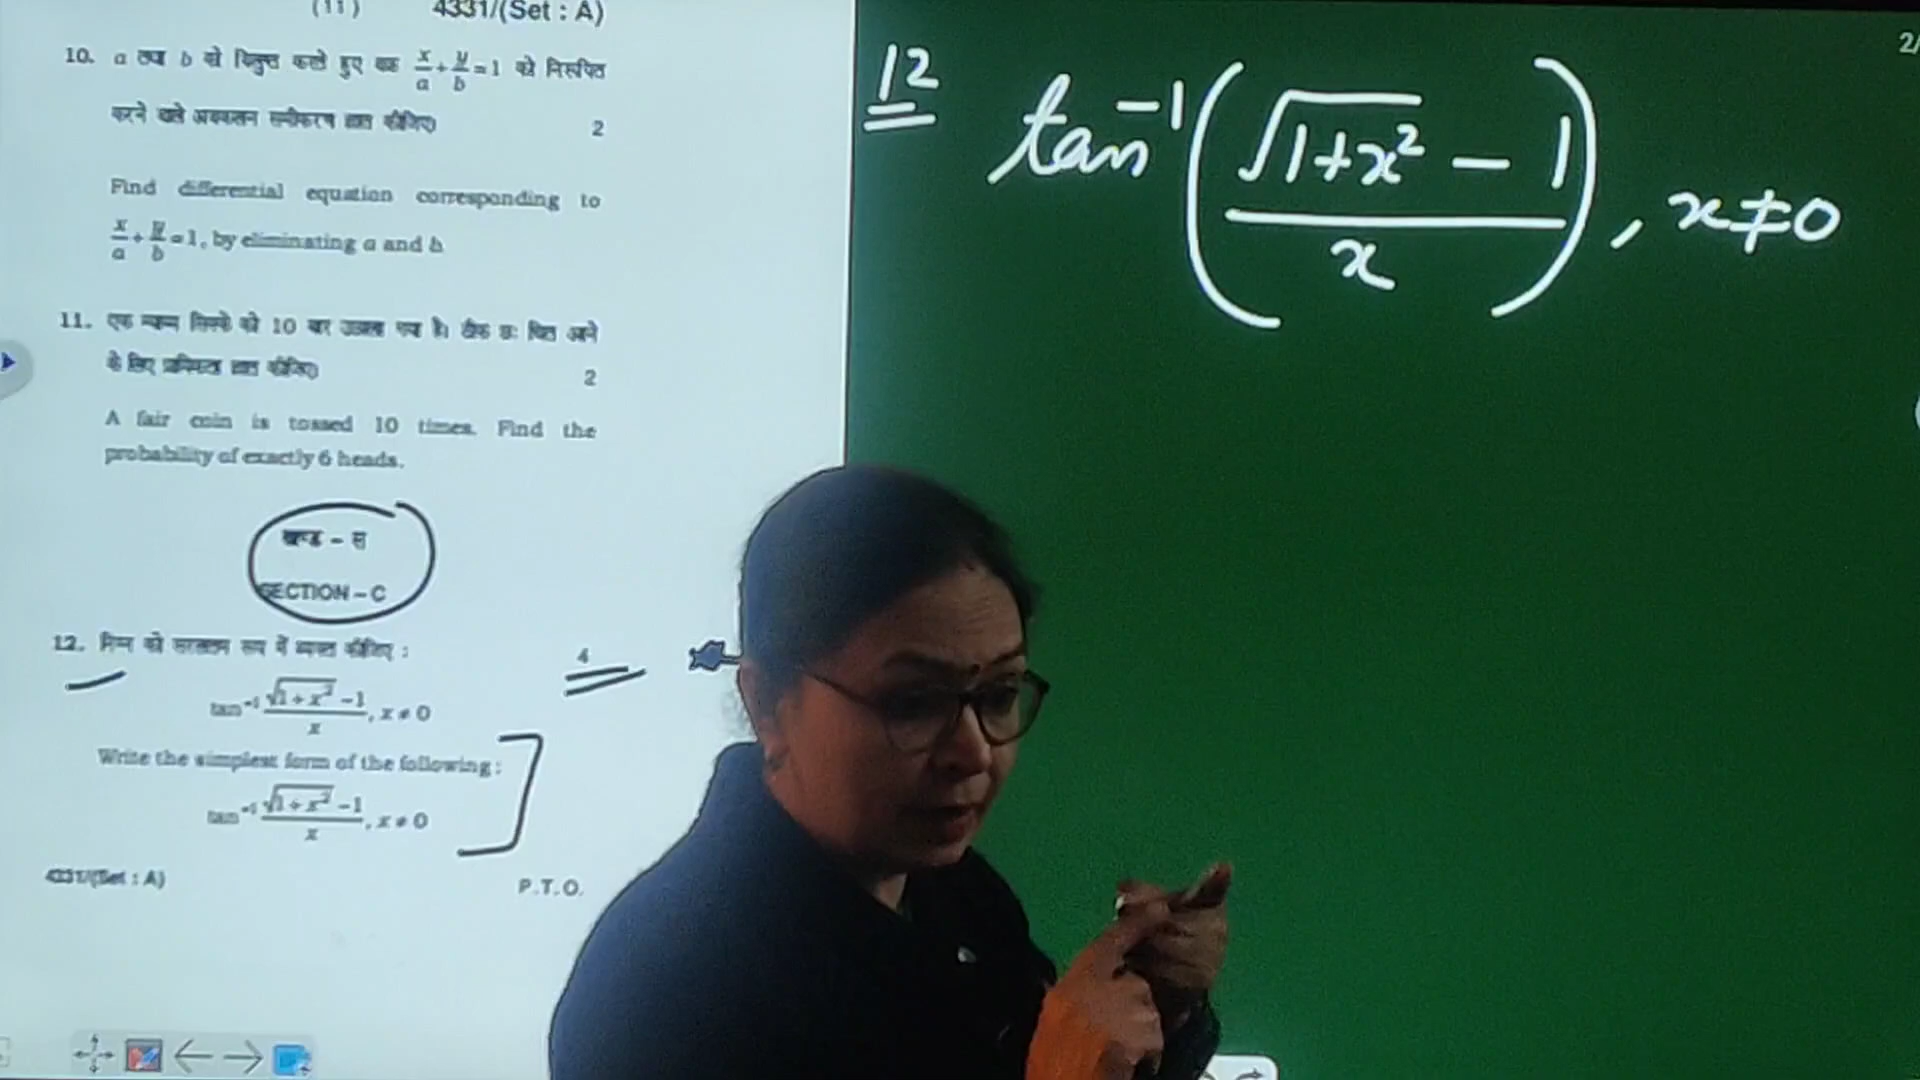 (11) 4331/(Set : A)
10. a तथा b को विलुप्त करते हुए वक्र x/a + y/b = 1 को निरूपित
करने वाले अवकलन समीकरण ज्ञात कीजिए। 2
Find differential equation corresponding to
x/a + y/b = 1, by eliminating a and b
11. एक न्याय्य सिक्के को 10 बार उछाला गया है। ठीक छः चित आने
के लिए प्रायिकता ज्ञात कीजिए। 2
A fair coin is tossed 10 times. Find the
probability of exactly 6 heads.
खण्ड – स
SECTION – C
12. निम्न को सरलतम रूप में व्यक्त कीजिए : 4
tan⁻¹ (√(1+x²) – 1)/x, x ≠ 0
Write the simplest form of the following :
tan⁻¹ (√(1+x²) – 1)/x, x ≠ 0
4331/(Set : A) P.T.O.
12 tan⁻¹((√(1+x²) – 1)/x), x ≠ 0